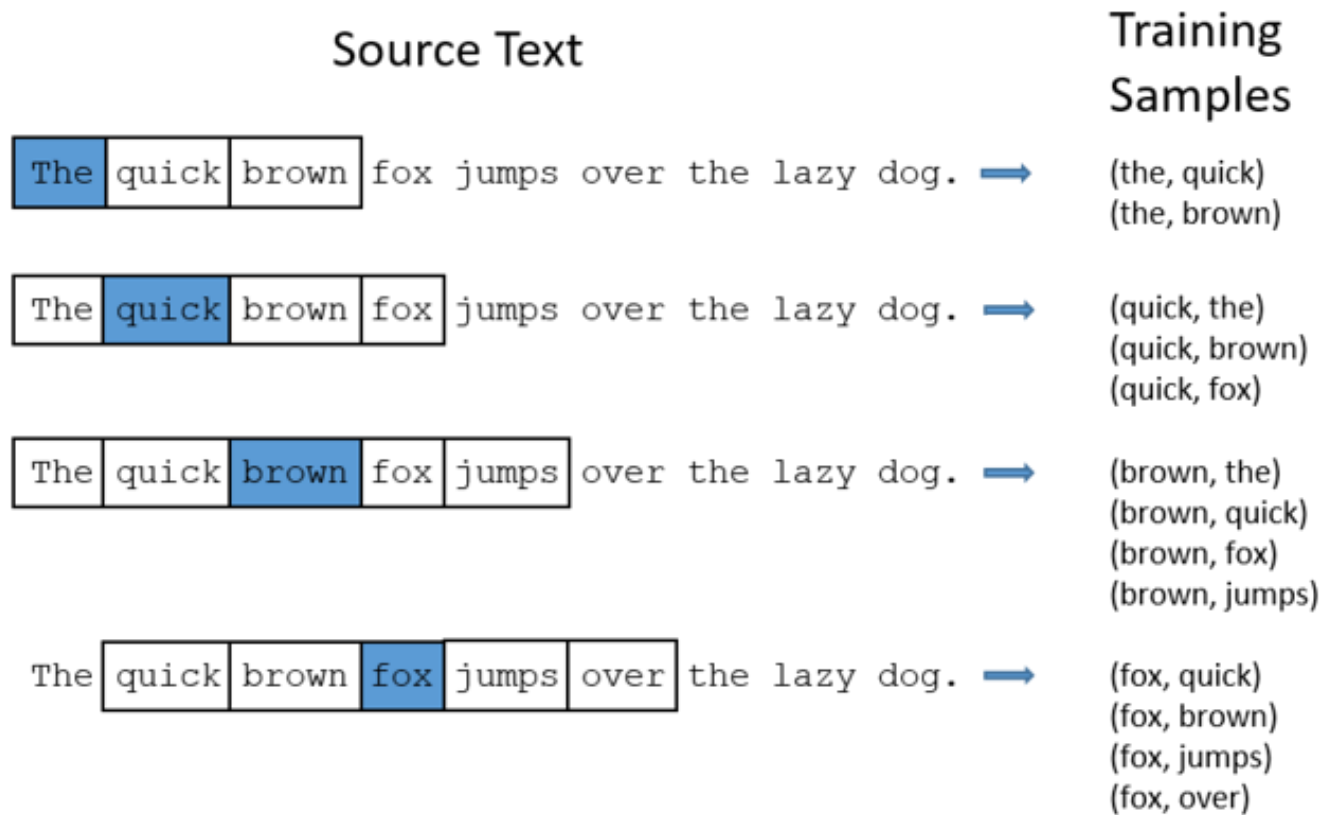 Source Text
Training
Samples
The quick brown fox jumps over the lazy dog.
(the, quick)
(the, brown)
The quick brown fox jumps over the lazy dog.
(quick, the)
(quick, brown)
(quick, fox)
The quick brown fox jumps over the lazy dog.
(brown, the)
(brown, quick)
(brown, fox)
(brown, jumps)
The quick brown fox jumps over the lazy dog.
(fox, quick)
(fox, brown)
(fox, jumps)
(fox, over)